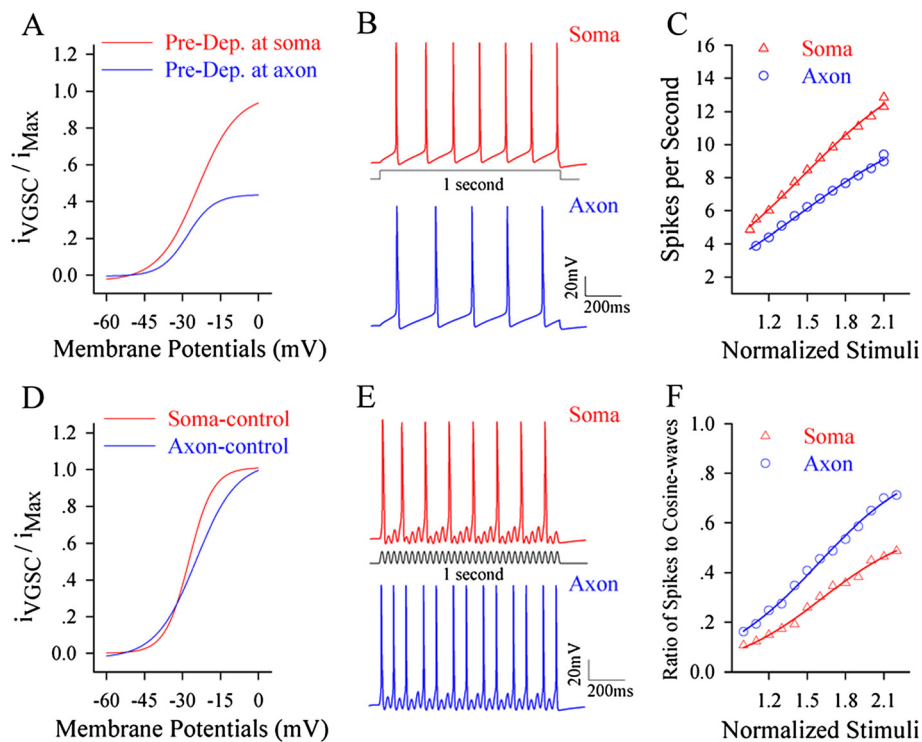 A
Pre-Dep. at soma
Pre-Dep. at axon
1.2
1.0
.8
.6
.4
.2
0.0
iVGSC / iMax
-60 -45 -30 -15 0
Membrane Potentials (mV)
B
Soma
1 second
Axon
20mV
200ms
C
Soma
Axon
16
14
12
10
8
6
4
2
Spikes per Second
1.2 1.5 1.8 2.1
Normalized Stimuli
D
Soma-control
Axon-control
1.2
1.0
.8
.6
.4
.2
0.0
iVGSC / iMax
-60 -45 -30 -15 0
Membrane Potentials (mV)
E
Soma
1 second
Axon
20mV
200ms
F
Soma
Axon
1.0
.8
.6
.4
.2
0.0
Ratio of Spikes to Cosine-waves
1.2 1.5 1.8 2.1
Normalized Stimuli